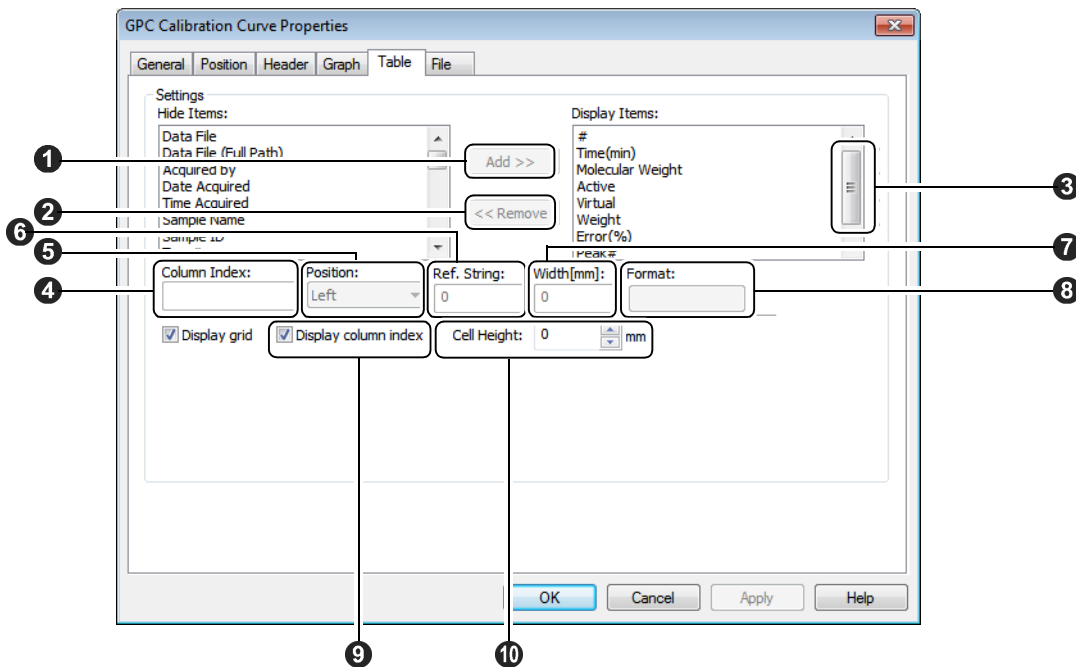 GPC Calibration Curve Properties
General Position Header Graph Table File
Settings
Hide Items:
Data File
Data File (Full Path)
Acquired by
Date Acquired
Time Acquired
Sample Name
Sample ID
Add >>
<< Remove
Display Items:
#
Time(min)
Molecular Weight
Active
Virtual
Weight
Error(%)
Peak#
Column Index:
Position:
Left
Ref. String:
0
Width[mm]:
0
Format:
Display grid
Display column index
Cell Height: 0 mm
OK Cancel Apply Help
1
2
6
5
4
3
7
8
9
10